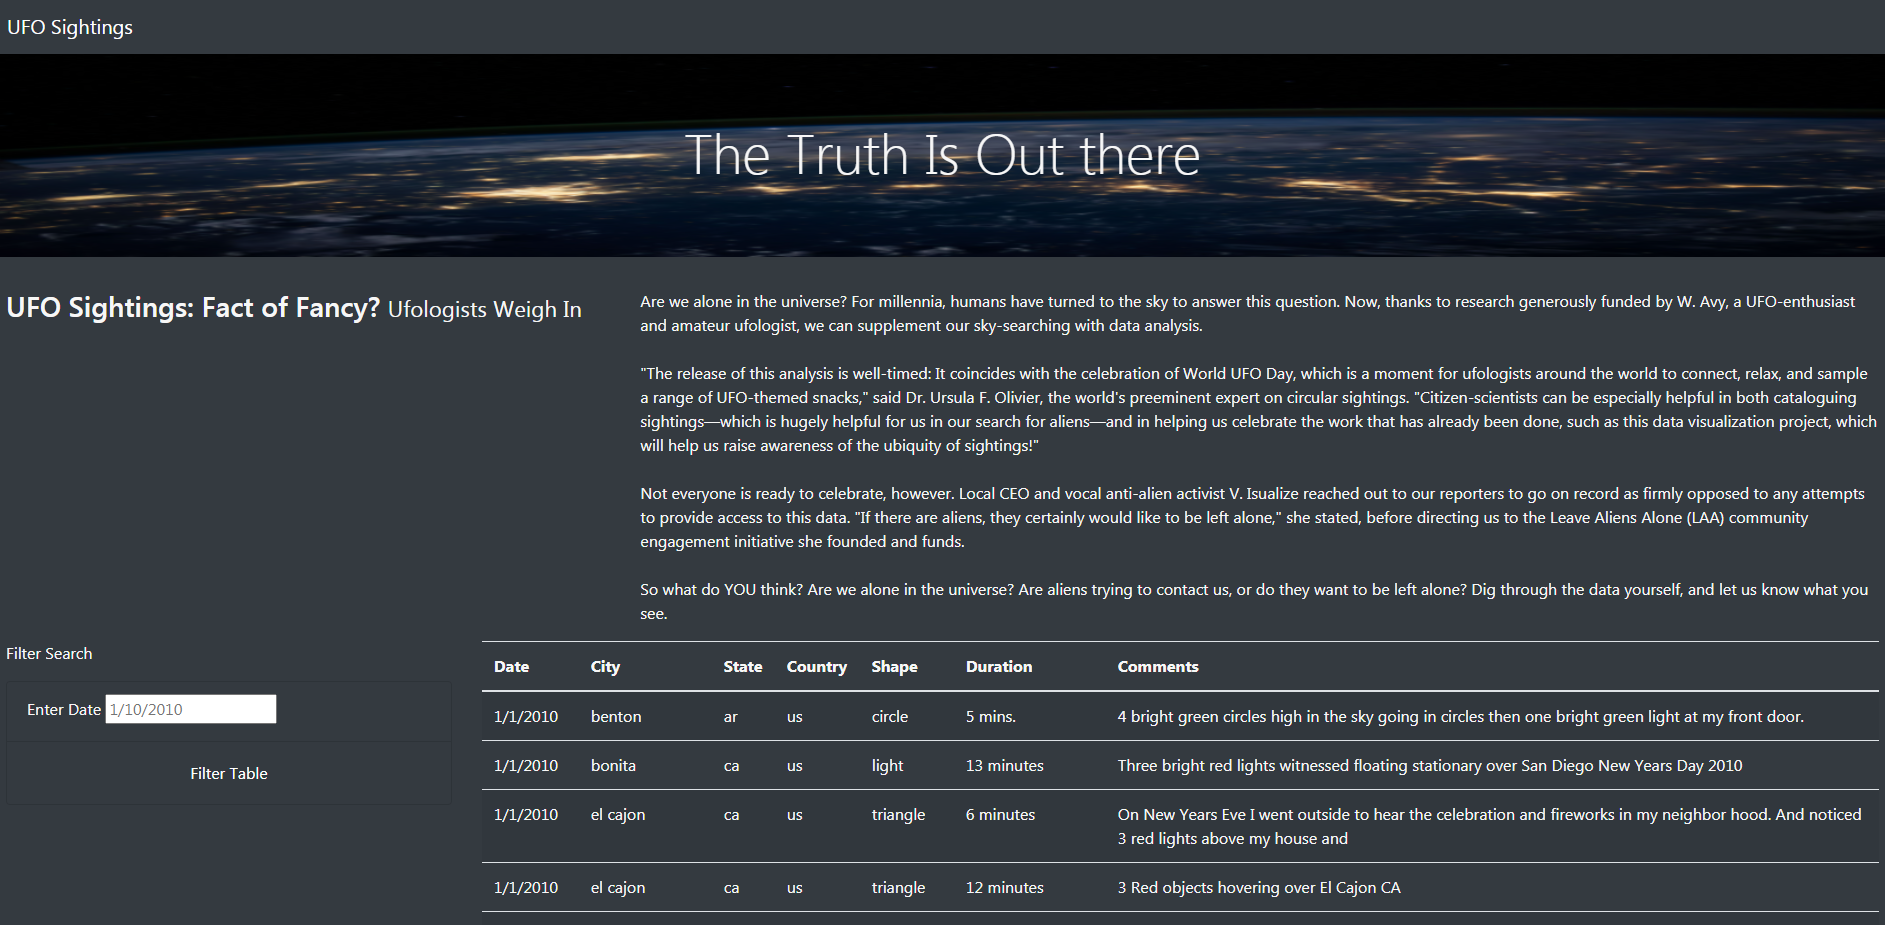 UFO Sightings
The Truth Is Out there
UFO Sightings: Fact of Fancy? Ufologists Weigh In
Are we alone in the universe? For millennia, humans have turned to the sky to answer this question. Now, thanks to research generously funded by W. Avy, a UFO-enthusiast
and amateur ufologist, we can supplement our sky-searching with data analysis.
"The release of this analysis is well-timed: It coincides with the celebration of World UFO Day, which is a moment for ufologists around the world to connect, relax, and sample
a range of UFO-themed snacks," said Dr. Ursula F. Olivier, the world's preeminent expert on circular sightings. "Citizen-scientists can be especially helpful in both cataloguing
sightings—which is hugely helpful for us in our search for aliens—and in helping us celebrate the work that has already been done, such as this data visualization project, which
will help us raise awareness of the ubiquity of sightings!"
Not everyone is ready to celebrate, however. Local CEO and vocal anti-alien activist V. Isualize reached out to our reporters to go on record as firmly opposed to any attempts
to provide access to this data. "If there are aliens, they certainly would like to be left alone," she stated, before directing us to the Leave Aliens Alone (LAA) community
engagement initiative she founded and funds.
So what do YOU think? Are we alone in the universe? Are aliens trying to contact us, or do they want to be left alone? Dig through the data yourself, and let us know what you
see.
Filter Search
Enter Date 1/10/2010
Filter Table
Date City State Country Shape Duration Comments
1/1/2010 benton ar us circle 5 mins. 4 bright green circles high in the sky going in circles then one bright green light at my front door.
1/1/2010 bonita ca us light 13 minutes Three bright red lights witnessed floating stationary over San Diego New Years Day 2010
1/1/2010 el cajon ca us triangle 6 minutes On New Years Eve I went outside to hear the celebration and fireworks in my neighbor hood. And noticed
3 red lights above my house and
1/1/2010 el cajon ca us triangle 12 minutes 3 Red objects hovering over El Cajon CA